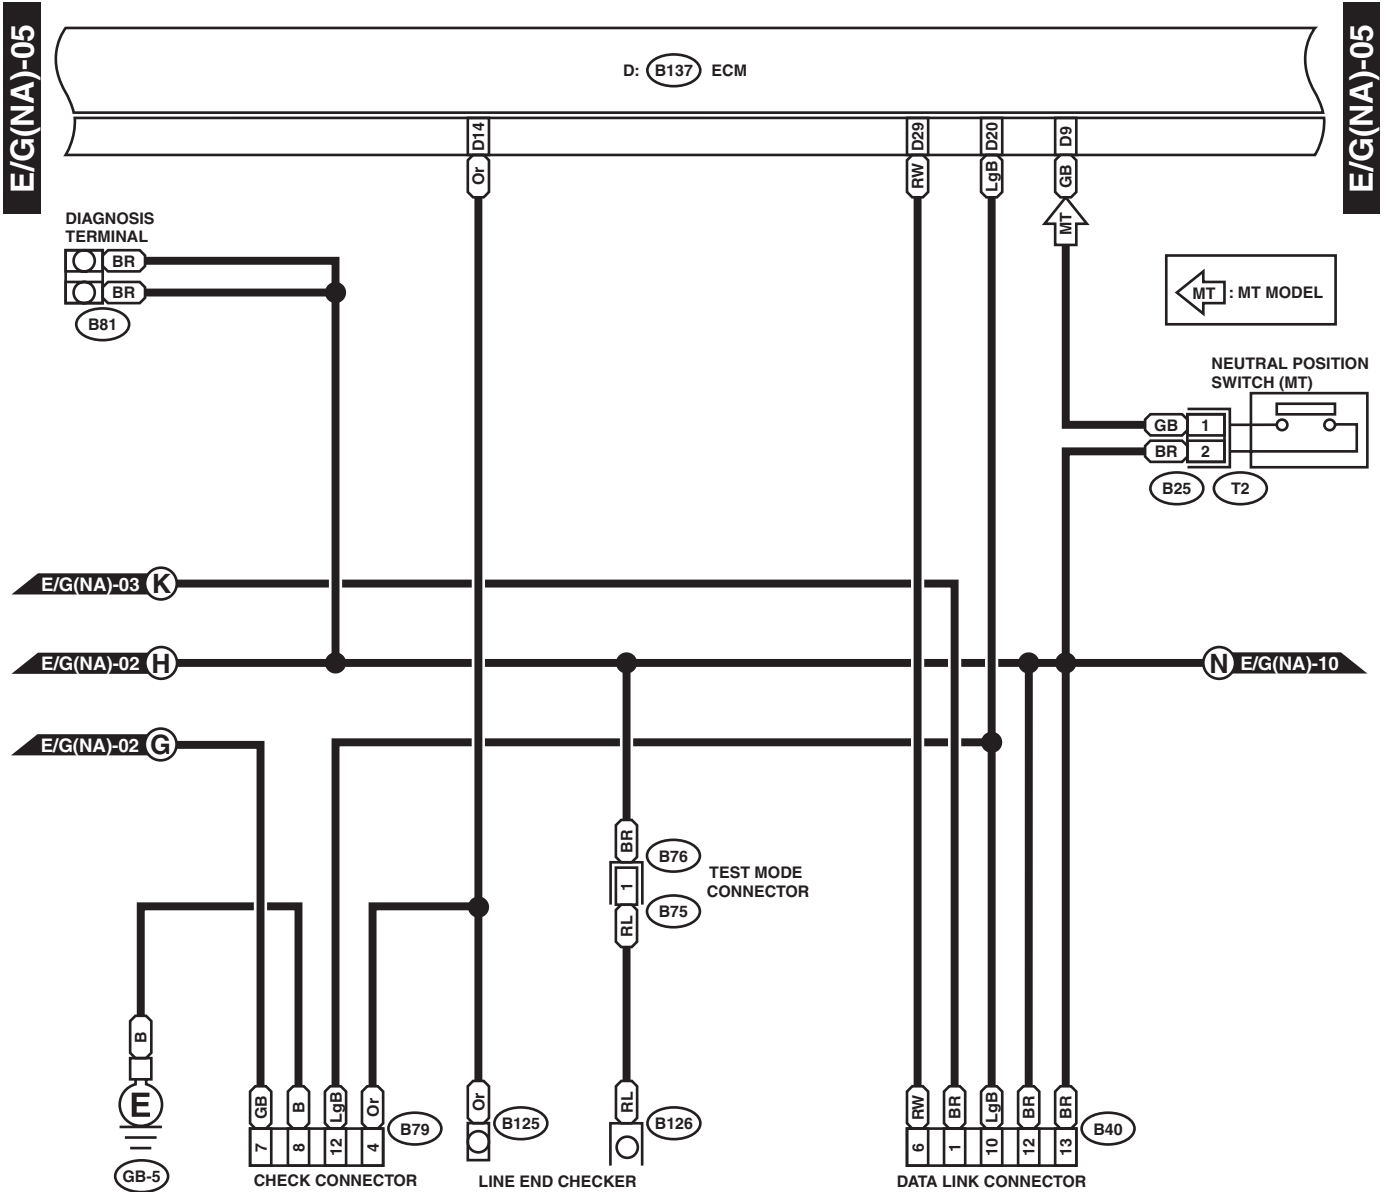 E/G(NA)-05
E/G(NA)-05
D: B137 ECM
D14
D29
D20
D9
Or
RW
LgB
GB
MT
DIAGNOSIS
TERMINAL
BR
BR
B81
MT : MT MODEL
NEUTRAL POSITION
SWITCH (MT)
GB 1
BR 2
B25 T2
E/G(NA)-03 K
E/G(NA)-02 H
N E/G(NA)-10
E/G(NA)-02 G
BR
B76
1
TEST MODE
CONNECTOR
B75
RL
B
E
GB-5
GB B LgB Or
7 8 12 4
B79
CHECK CONNECTOR
Or
B125
RL
B126
LINE END CHECKER
RW BR LgB BR BR
6 1 10 12 13
B40
DATA LINK CONNECTOR